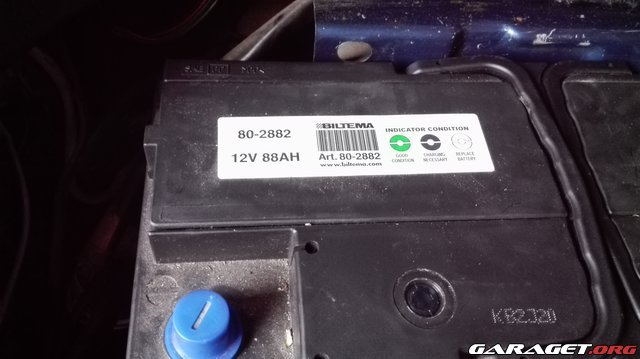 80-2882
12V 88AH
BILTEMA
Art. 80-2882
www.biltema.com
INDICATOR CONDITION
GOOD CONDITION
CHARGING NECESSARY
REPLACE BATTERY
KB2320
GARAGET.ORG